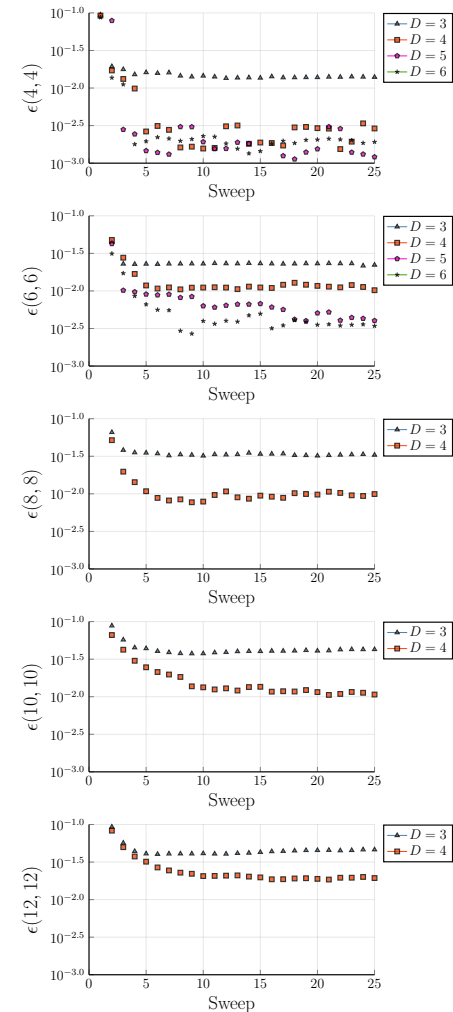 10^−1.0
10^−1.5
10^−2.0
10^−2.5
10^−3.0
ϵ(4, 4)
0 5 10 15 20 25
Sweep
D = 3
D = 4
D = 5
D = 6
10^−1.0
10^−1.5
10^−2.0
10^−2.5
10^−3.0
ϵ(6, 6)
0 5 10 15 20 25
Sweep
D = 3
D = 4
D = 5
D = 6
10^−1.0
10^−1.5
10^−2.0
10^−2.5
10^−3.0
ϵ(8, 8)
0 5 10 15 20 25
Sweep
D = 3
D = 4
10^−1.0
10^−1.5
10^−2.0
10^−2.5
10^−3.0
ϵ(10, 10)
0 5 10 15 20 25
Sweep
D = 3
D = 4
10^−1.0
10^−1.5
10^−2.0
10^−2.5
10^−3.0
ϵ(12, 12)
0 5 10 15 20 25
Sweep
D = 3
D = 4